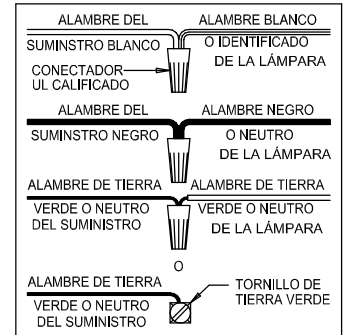 ALAMBRE DEL
SUMINSTRO BLANCO
ALAMBRE BLANCO
O IDENTIFICADO
DE LA LÁMPARA
CONECTADOR
UL CALIFICADO
ALAMBRE DEL
SUMINSTRO NEGRO
ALAMBRE NEGRO
O NEUTRO
DE LA LÁMPARA
ALAMBRE DE TIERRA
VERDE O NEUTRO
DEL SUMINISTRO
ALAMBRE DE TIERRA
VERDE O NEUTRO
DE LA LÁMPARA
O
ALAMBRE DE TIERRA
VERDE O NEUTRO
DEL SUMINISTRO
TORNILLO DE
TIERRA VERDE